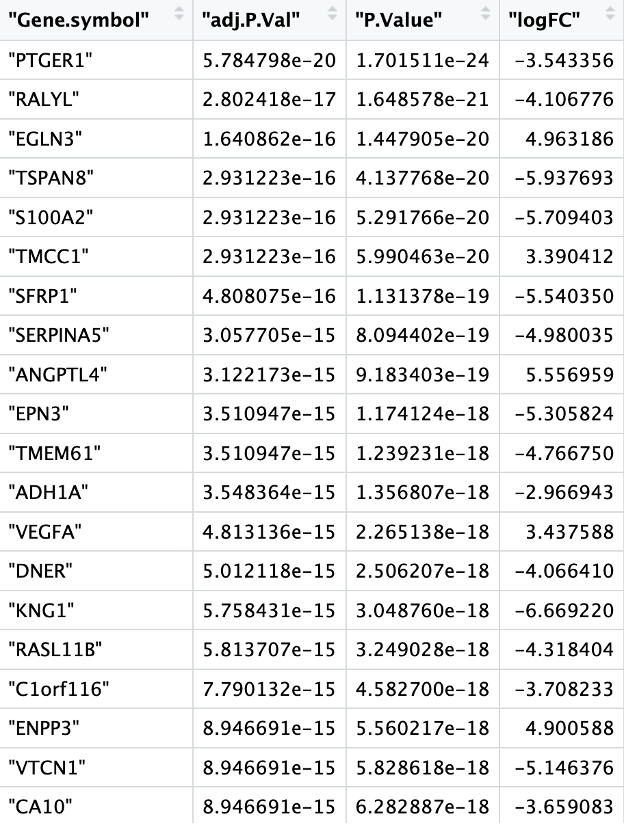 "Gene.symbol" "adj.P.Val" "P.Value" "logFC"
"PTGER1" 5.784798e-20 1.701511e-24 -3.543356
"RALYL" 2.802418e-17 1.648578e-21 -4.106776
"EGLN3" 1.640862e-16 1.447905e-20 4.963186
"TSPAN8" 2.931223e-16 4.137768e-20 -5.937693
"S100A2" 2.931223e-16 5.291766e-20 -5.709403
"TMCC1" 2.931223e-16 5.990463e-20 3.390412
"SFRP1" 4.808075e-16 1.131378e-19 -5.540350
"SERPINA5" 3.057705e-15 8.094402e-19 -4.980035
"ANGPTL4" 3.122173e-15 9.183403e-19 5.556959
"EPN3" 3.510947e-15 1.174124e-18 -5.305824
"TMEM61" 3.510947e-15 1.239231e-18 -4.766750
"ADH1A" 3.548364e-15 1.356807e-18 -2.966943
"VEGFA" 4.813136e-15 2.265138e-18 3.437588
"DNER" 5.012118e-15 2.506207e-18 -4.066410
"KNG1" 5.758431e-15 3.048760e-18 -6.669220
"RASL11B" 5.813707e-15 3.249028e-18 -4.318404
"C1orf116" 7.790132e-15 4.582700e-18 -3.708233
"ENPP3" 8.946691e-15 5.560217e-18 4.900588
"VTCN1" 8.946691e-15 5.828618e-18 -5.146376
"CA10" 8.946691e-15 6.282887e-18 -3.659083